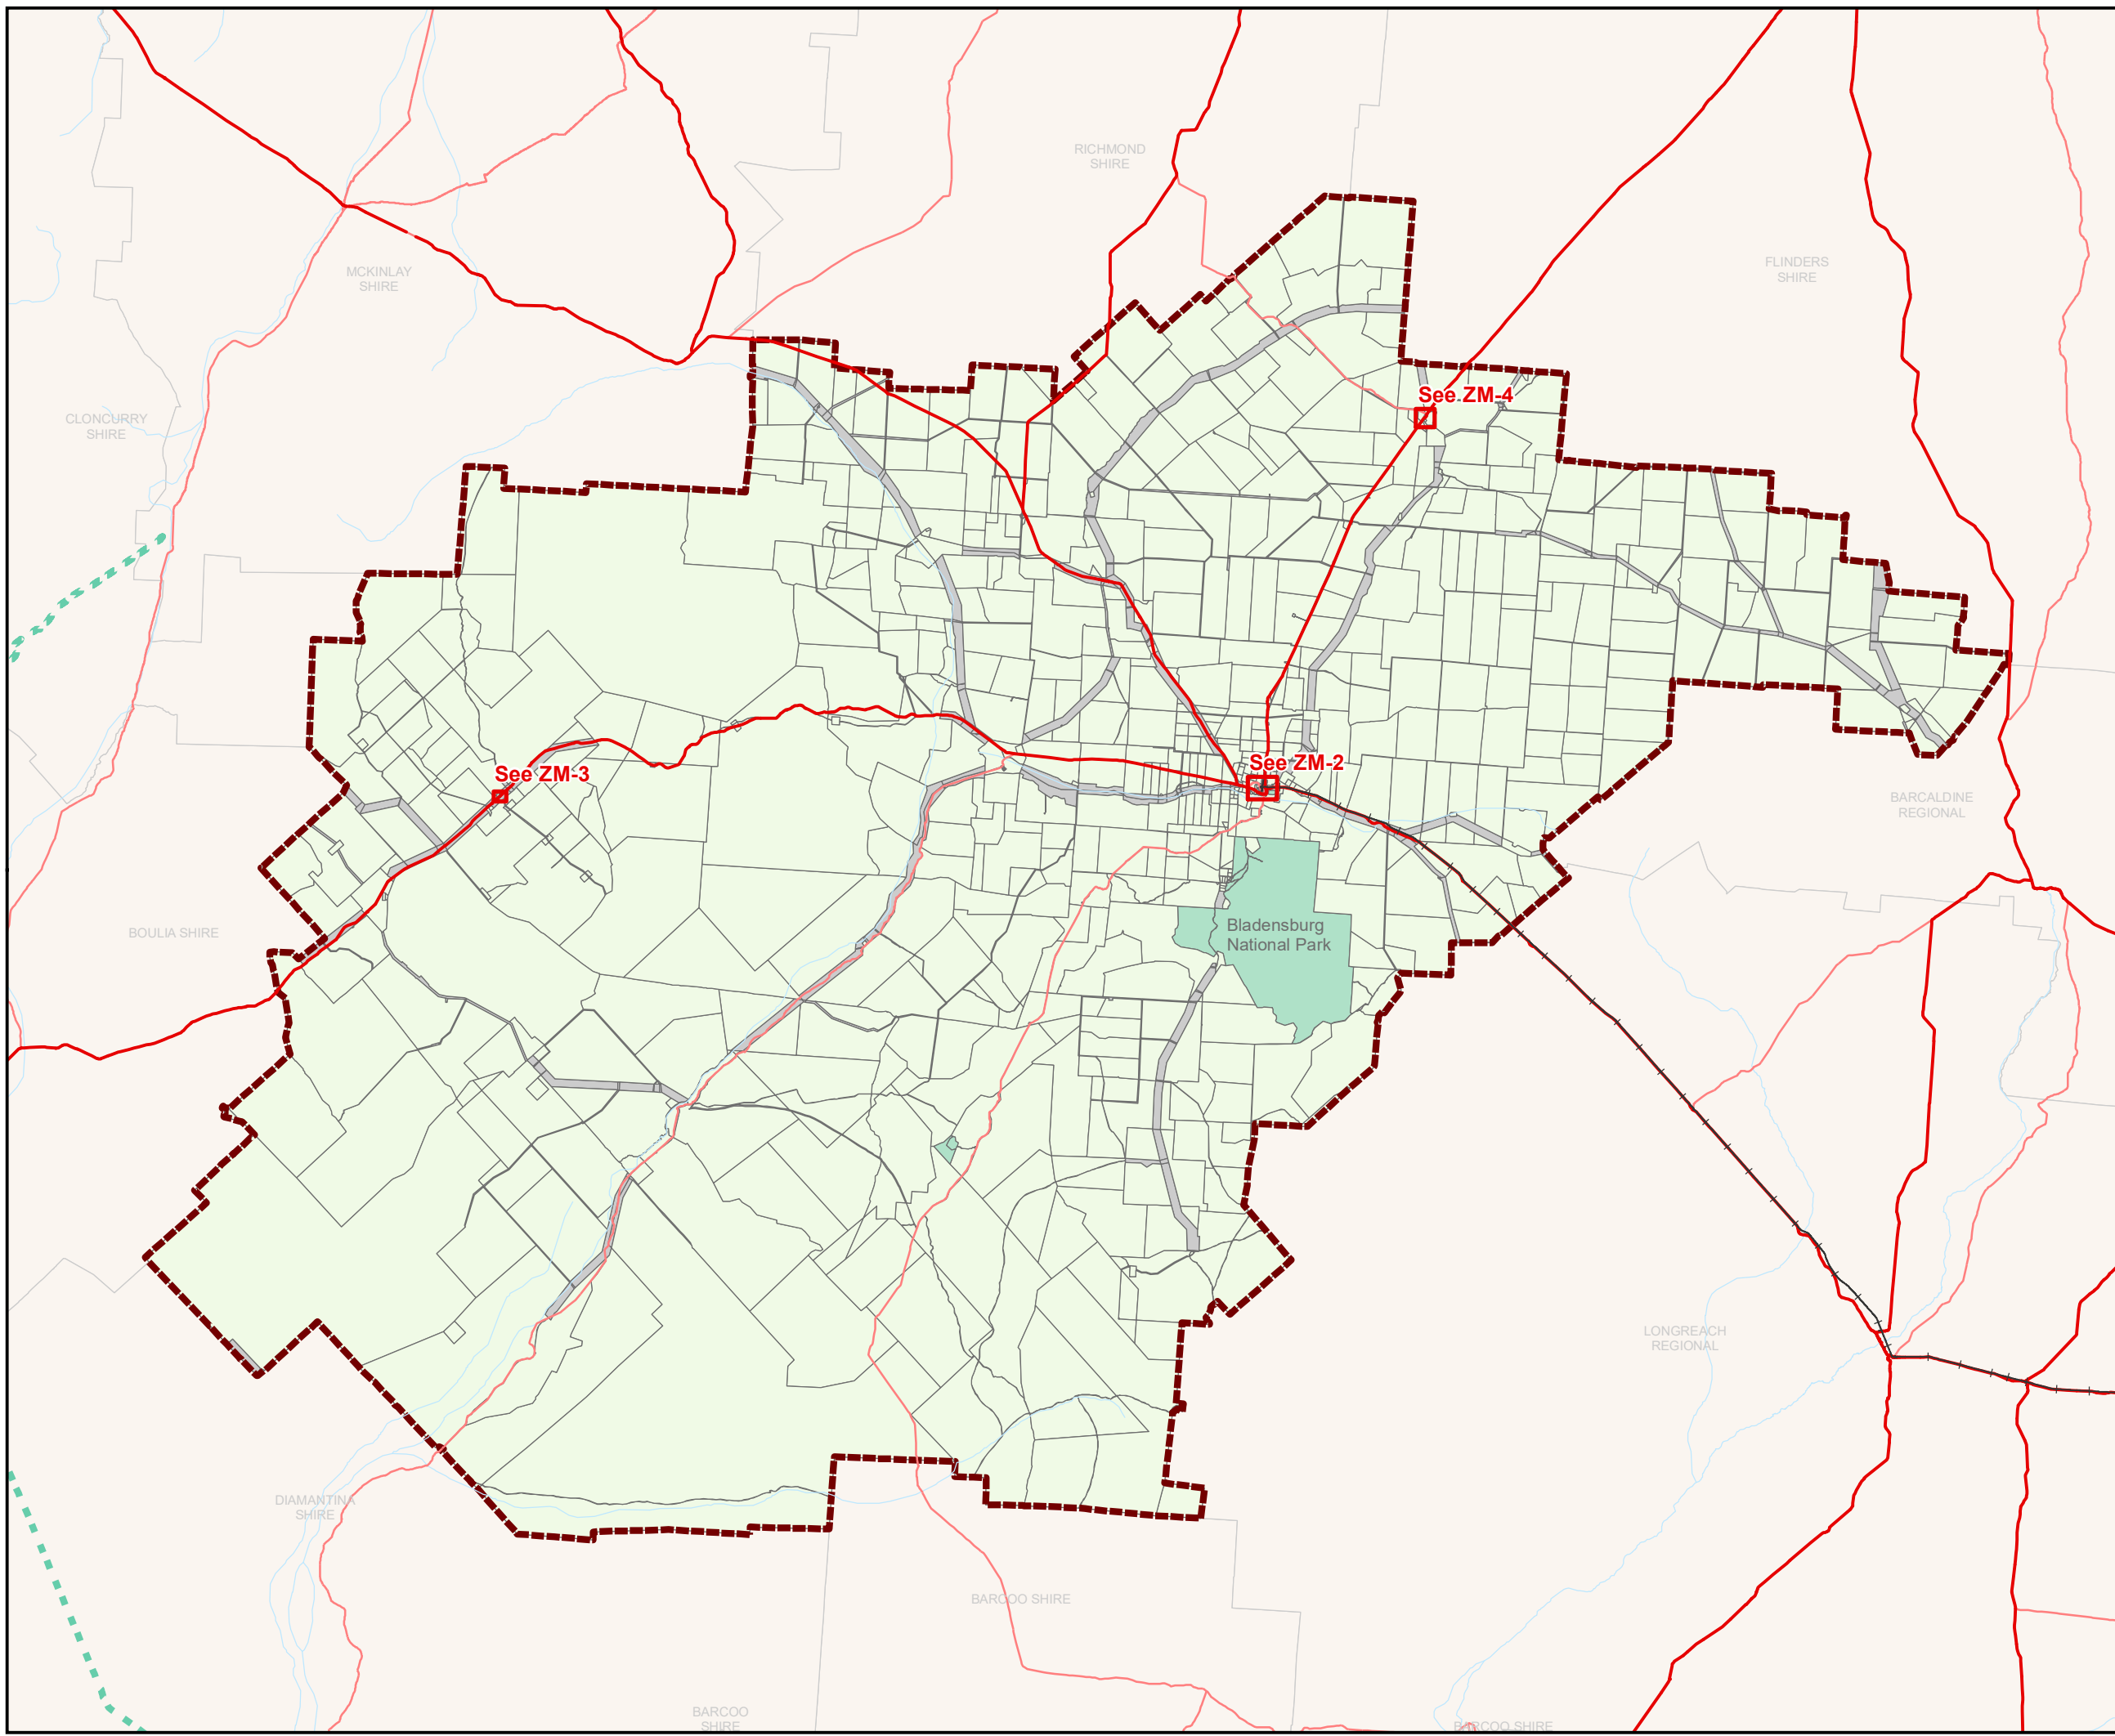 RICHMOND
SHIRE
MCKINLAY
SHIRE
FLINDERS
SHIRE
CLONCURRY
SHIRE
See ZM-4
See ZM-3
See ZM-2
BARCALDINE
REGIONAL
BOULIA SHIRE
Bladensburg
National Park
LONGREACH
REGIONAL
DIAMANTINA
SHIRE
BARCOO SHIRE
BARCOO
SHIRE
BARCOO SHIRE